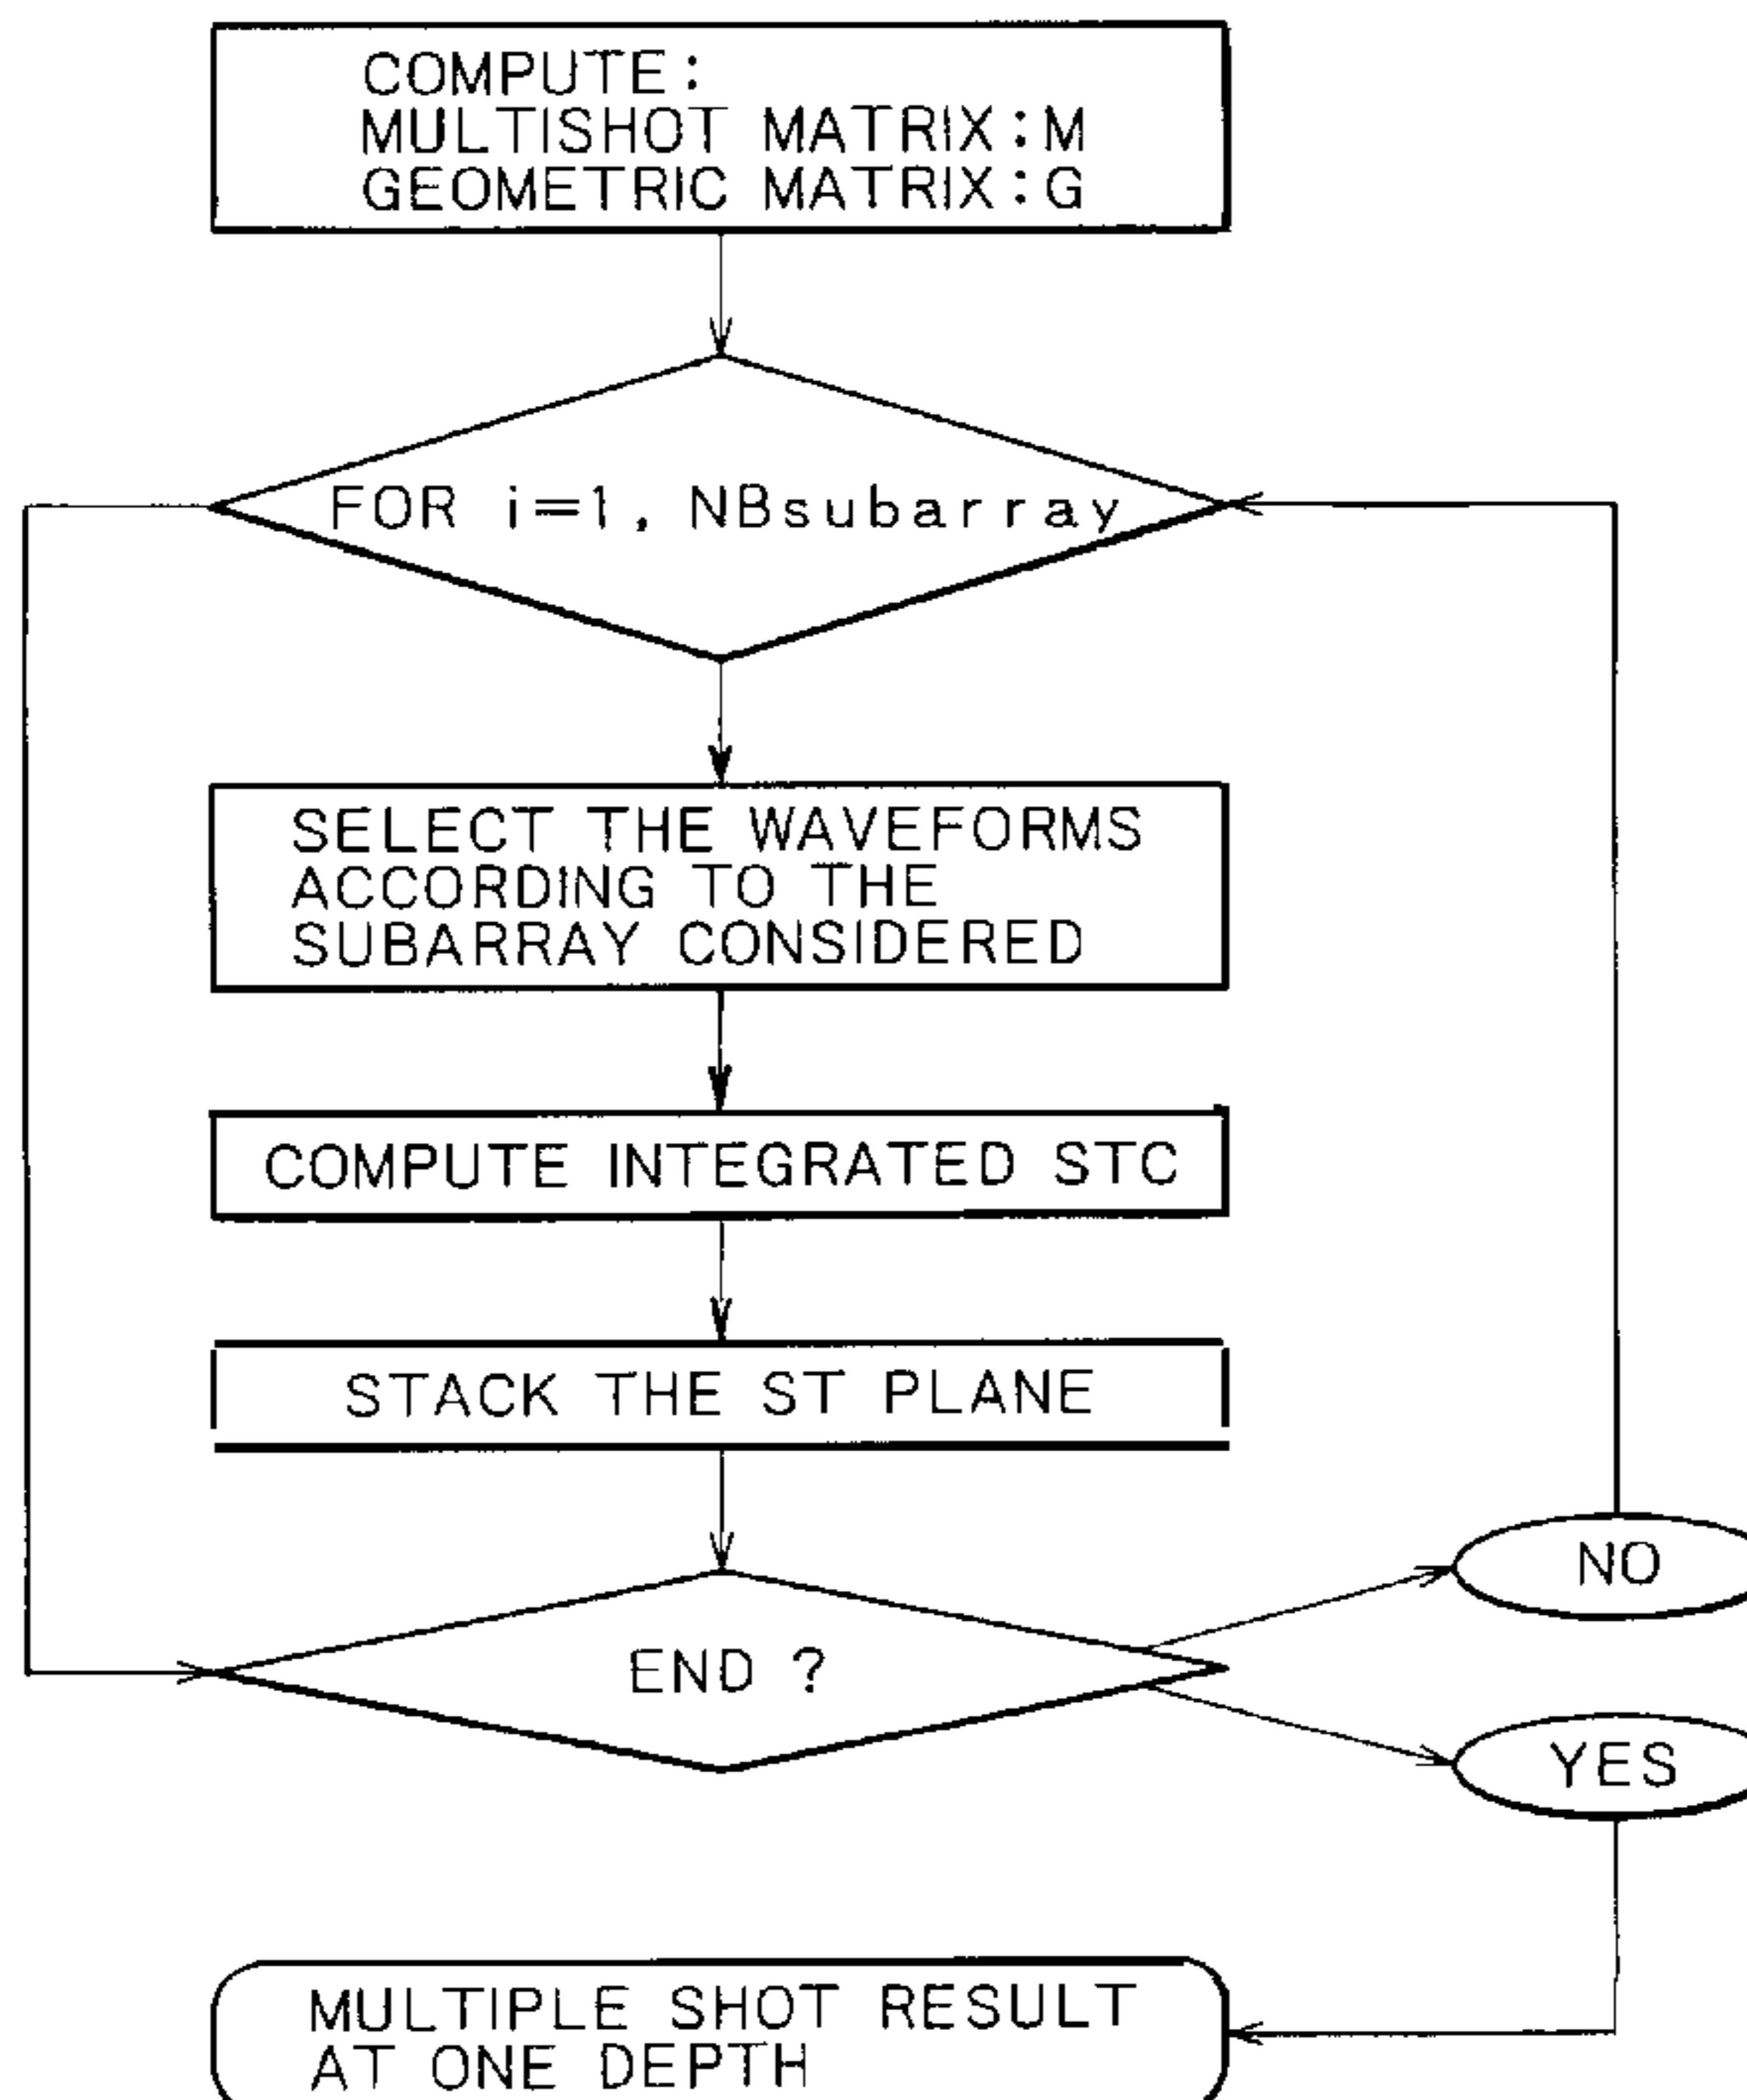 COMPUTE:
MULTISHOT MATRIX:M
GEOMETRIC MATRIX:G
FOR i=1, NBsubarray
SELECT THE WAVEFORMS
ACCORDING TO THE
SUBARRAY CONSIDERED
COMPUTE INTEGRATED STC
STACK THE ST PLANE
NO
END ?
YES
MULTIPLE SHOT RESULT
AT ONE DEPTH